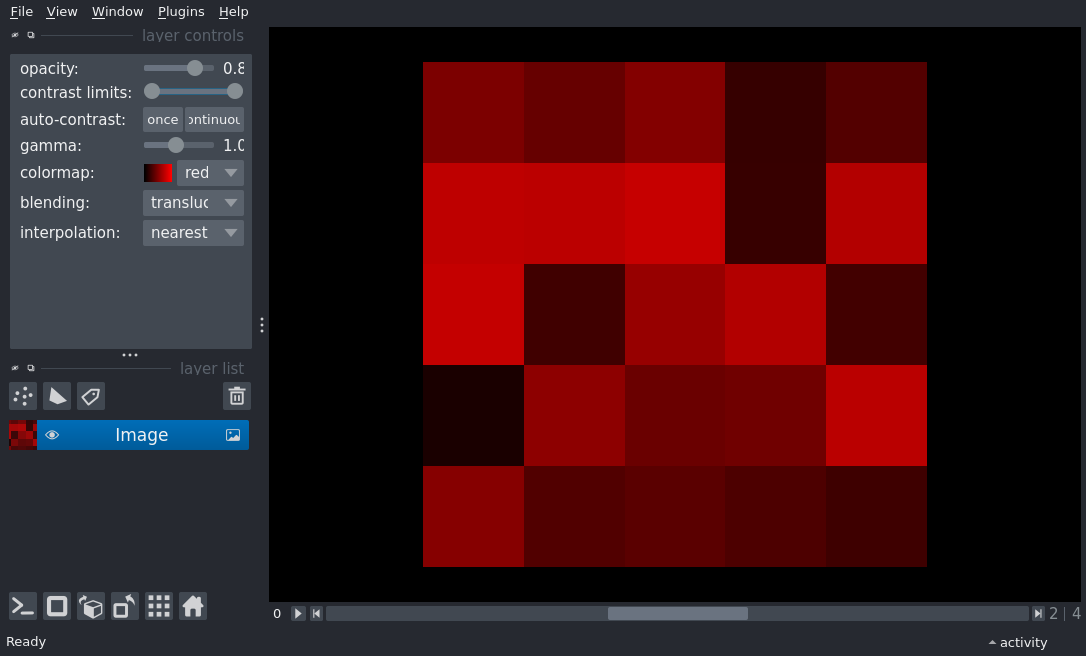 File View Window Plugins Help
layer controls
opacity: 0.8
contrast limits:
auto-contrast: once ontinuou
gamma: 1.0
colormap: red
blending: transluc
interpolation: nearest
layer list
Image
0 2 | 4
Ready activity